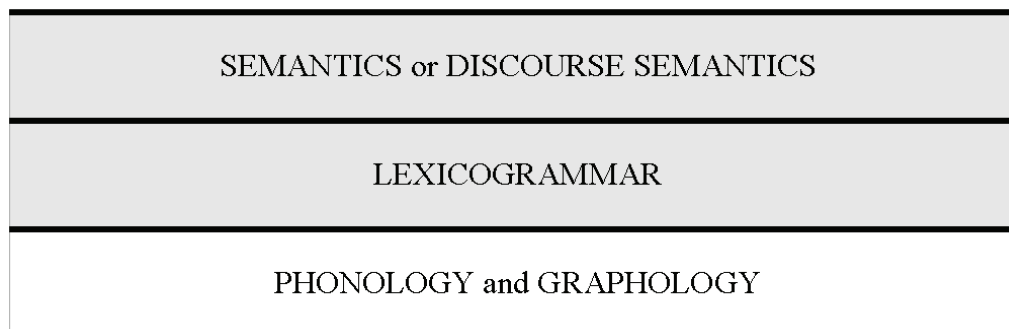 SEMANTICS or DISCOURSE SEMANTICS
LEXICOGRAMMAR
PHONOLOGY and GRAPHOLOGY